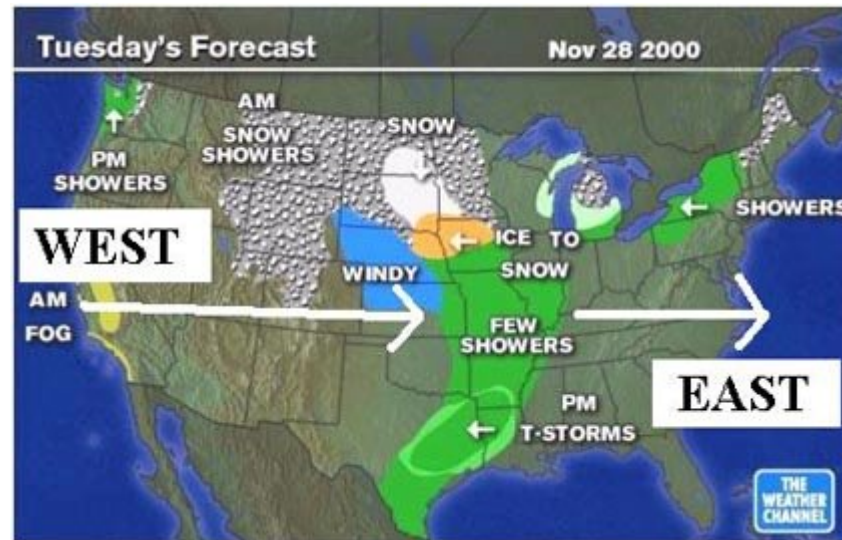 Tuesday's Forecast
Nov 28 2000
AM
SNOW
SHOWERS
SNOW
PM
SHOWERS
SHOWERS
WEST
ICE TO
SNOW
WINDY
AM
FOG
FEW
SHOWERS
EAST
PM
T-STORMS
THE
WEATHER
CHANNEL